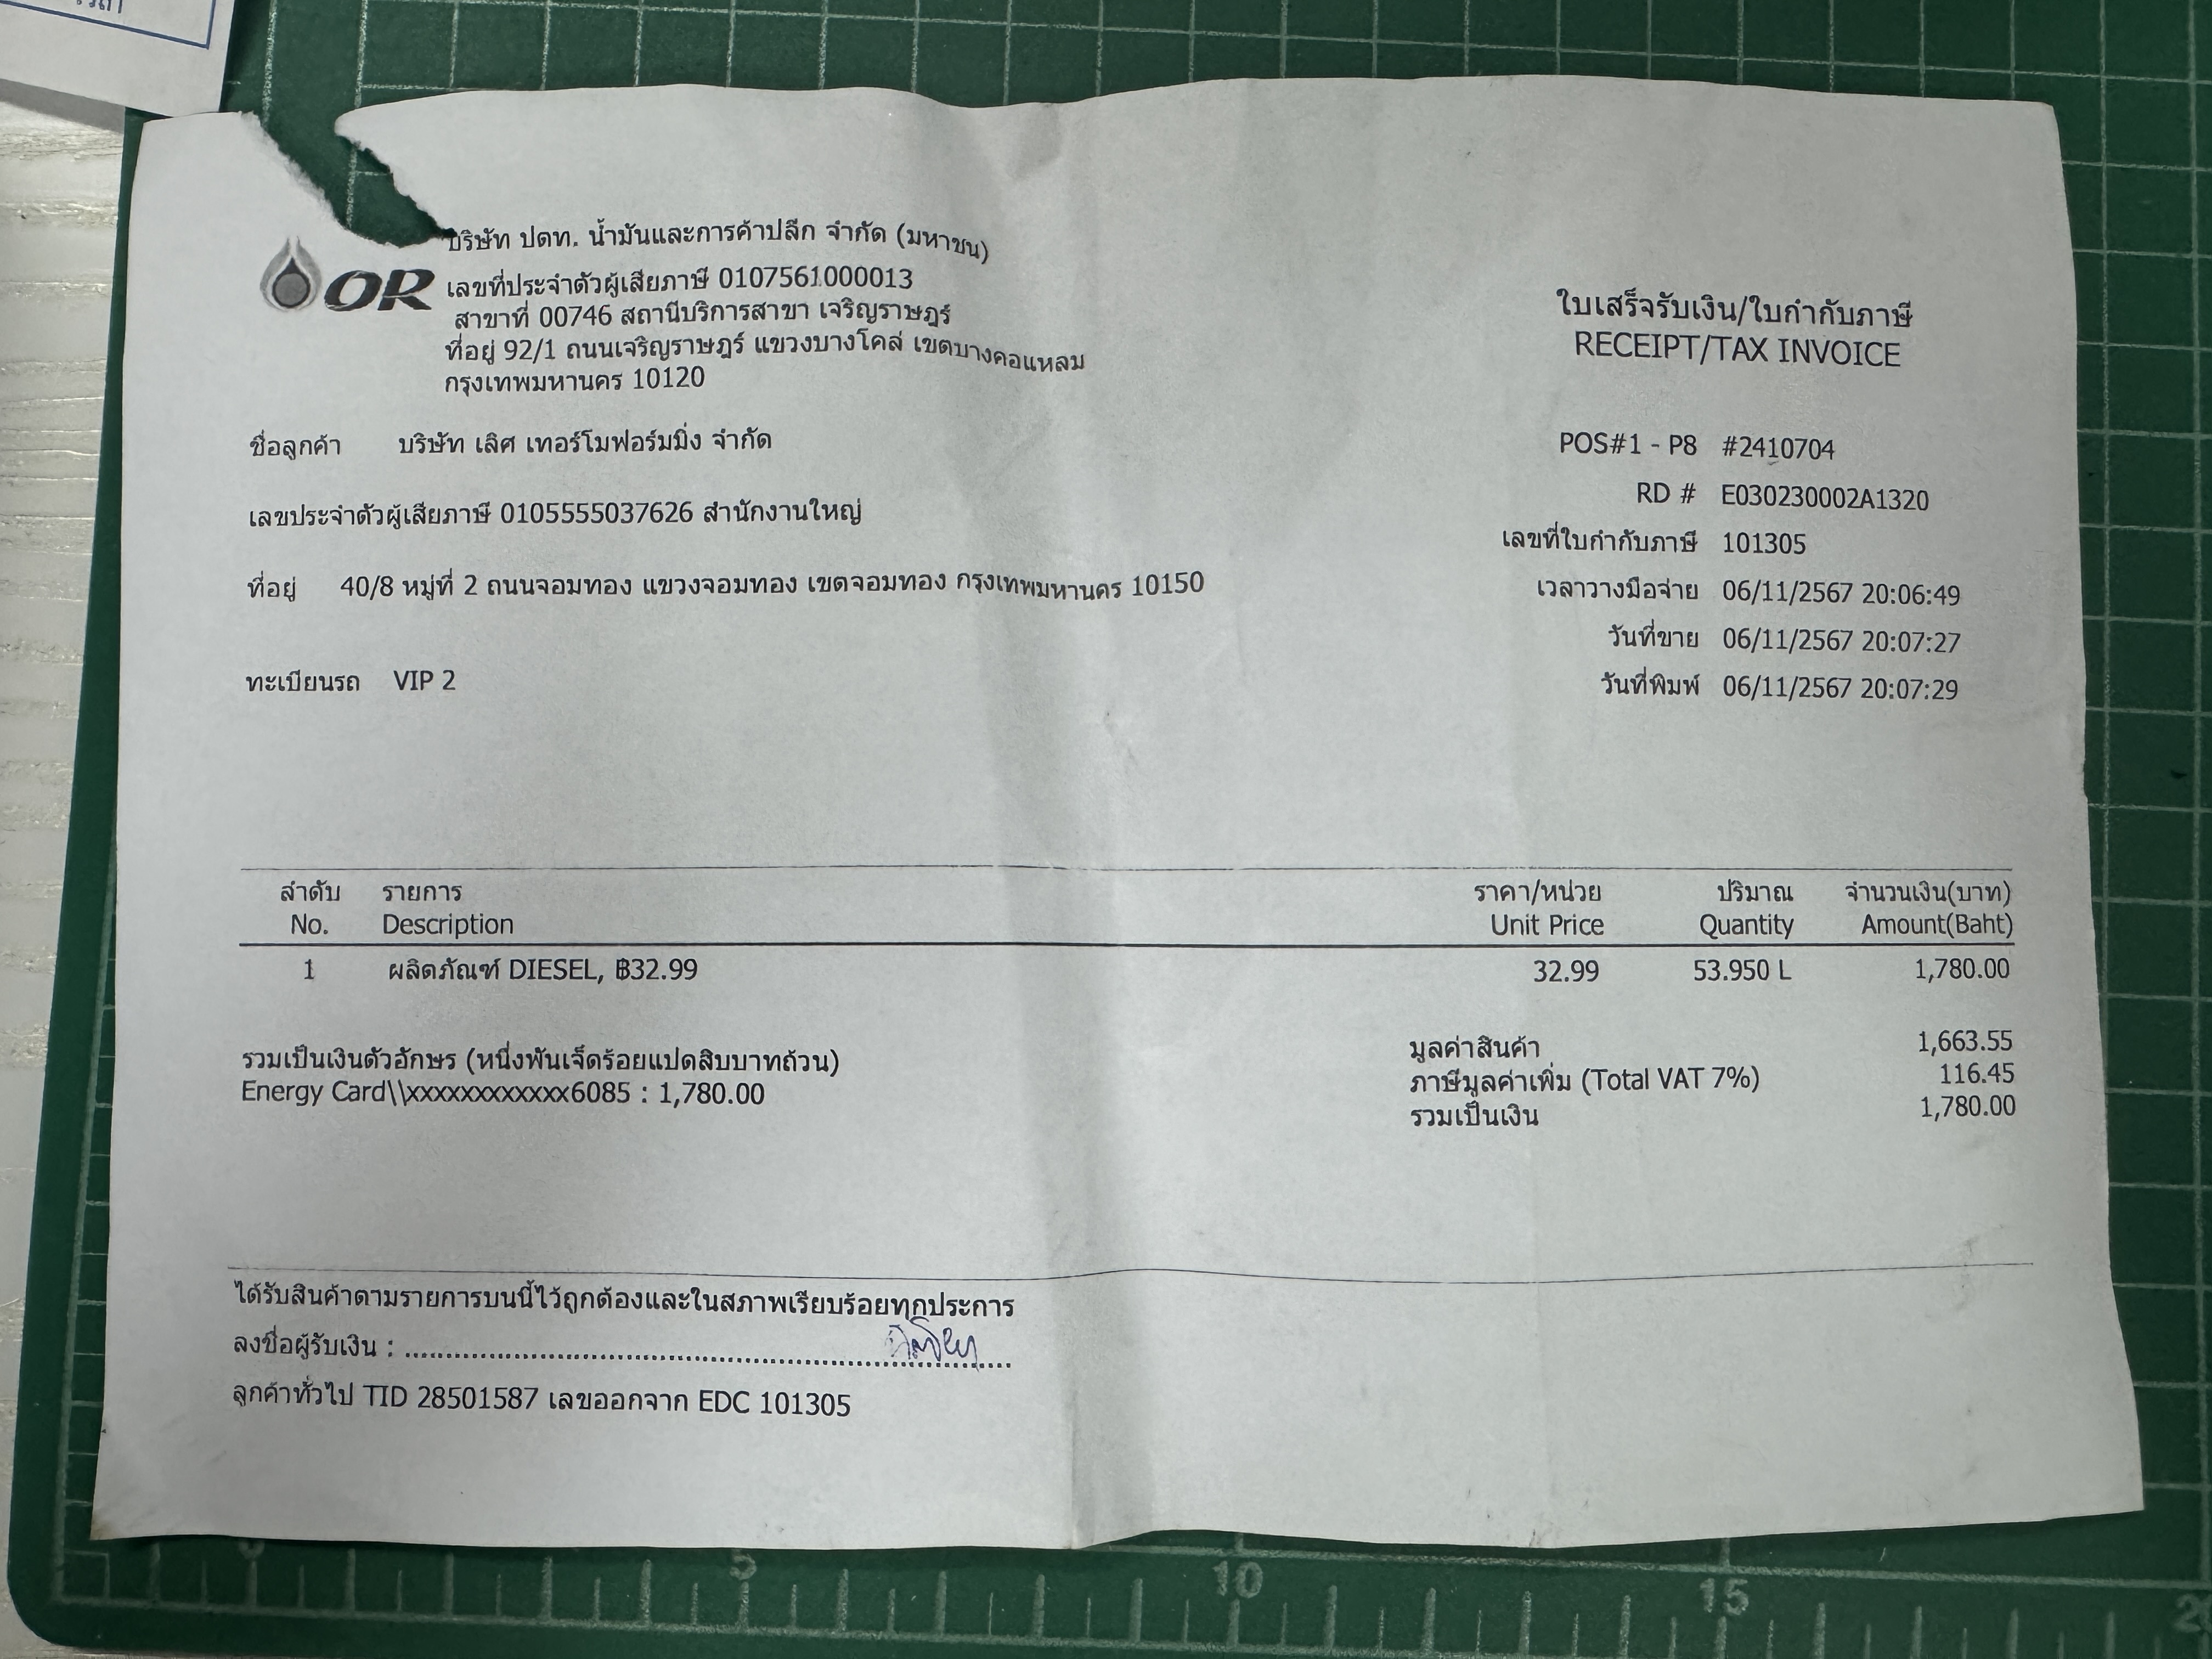 OR
บริษัท ปตท. น้ำมันและการค้าปลีก จำกัด (มหาชน)
เลขที่ประจำตัวผู้เสียภาษี 0107561000013
สาขาที่ 00746 สถานีบริการสาขา เจริญราษฎร์
ที่อยู่ 92/1 ถนนเจริญราษฎร์ แขวงบางโคล่ เขตบางคอแหลม
กรุงเทพมหานคร 10120
ใบเสร็จรับเงิน/ใบกำกับภาษี
RECEIPT/TAX INVOICE
ชื่อลูกค้า บริษัท เลิศ เทอร์โมฟอร์มมิ่ง จำกัด
เลขประจำตัวผู้เสียภาษี 0105555037626 สำนักงานใหญ่
ที่อยู่ 40/8 หมู่ที่ 2 ถนนจอมทอง แขวงจอมทอง เขตจอมทอง กรุงเทพมหานคร 10150
ทะเบียนรถ VIP 2
POS#1 - P8 #2410704
RD # E030230002A1320
เลขที่ใบกำกับภาษี 101305
เวลาวางมือจ่าย 06/11/2567 20:06:49
วันที่ขาย 06/11/2567 20:07:27
วันที่พิมพ์ 06/11/2567 20:07:29
ลำดับ รายการ ราคา/หน่วย ปริมาณ จำนวนเงิน(บาท)
No. Description Unit Price Quantity Amount(Baht)
1 ผลิตภัณฑ์ DIESEL, ฿32.99 32.99 53.950 L 1,780.00
รวมเป็นเงินตัวอักษร (หนึ่งพันเจ็ดร้อยแปดสิบบาทถ้วน)
Energy Card\\xxxxxxxxxxxx6085 : 1,780.00
มูลค่าสินค้า 1,663.55
ภาษีมูลค่าเพิ่ม (Total VAT 7%) 116.45
รวมเป็นเงิน 1,780.00
ได้รับสินค้าตามรายการบนนี้ไว้ถูกต้องและในสภาพเรียบร้อยทุกประการ
ลงชื่อผู้รับเงิน : ........................................
ลูกค้าทั่วไป TID 28501587 เลขออกจาก EDC 101305
5
10
15